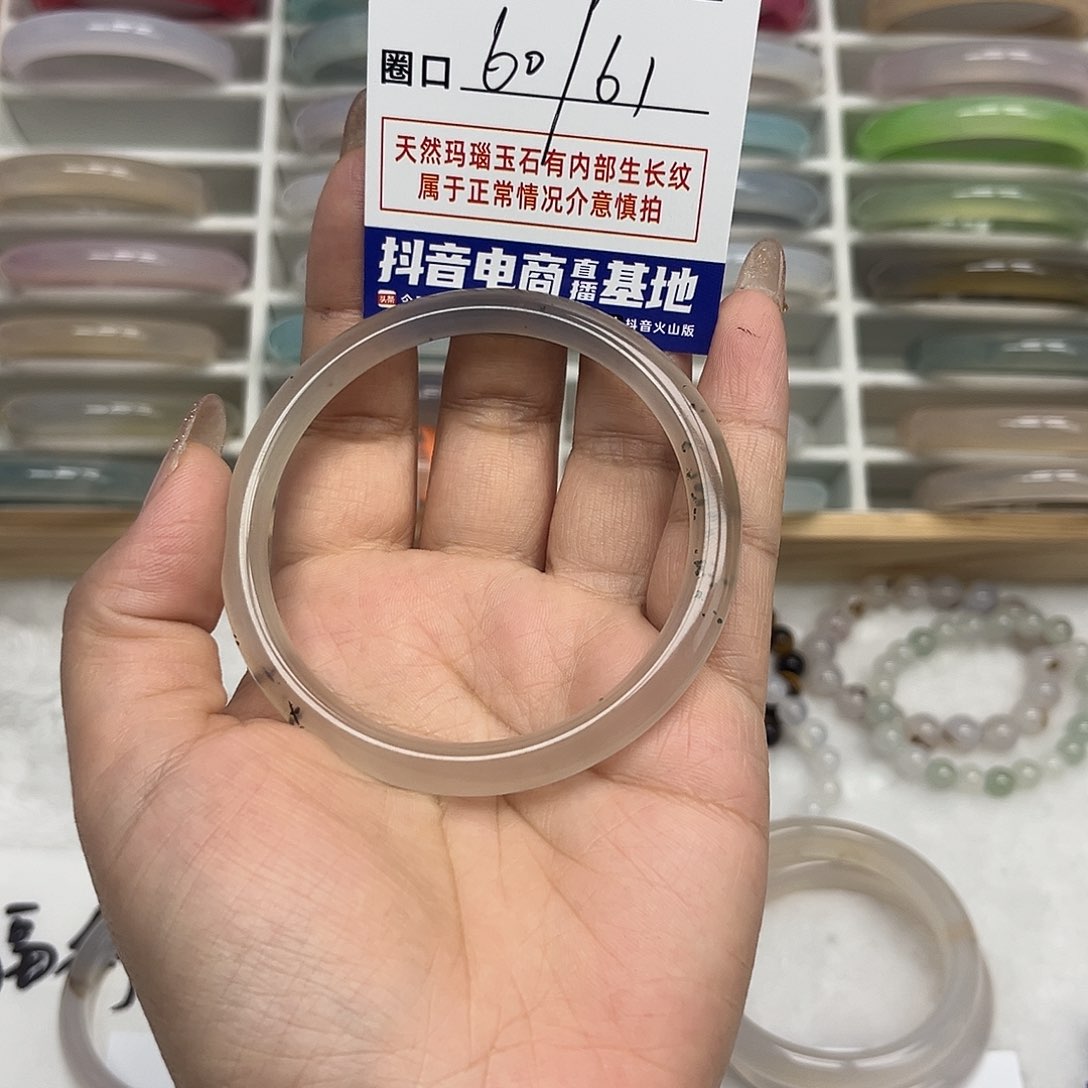 圈口 60/61
天然玛瑙玉石有内部生长纹
属于正常情况介意慎拍
抖音电商直播基地
头条
抖音火山版